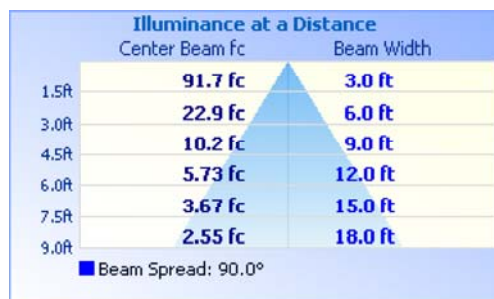 Illuminance at a Distance
Center Beam fc Beam Width
1.5ft 91.7 fc 3.0 ft
3.0ft 22.9 fc 6.0 ft
4.5ft 10.2 fc 9.0 ft
6.0ft 5.73 fc 12.0 ft
7.5ft 3.67 fc 15.0 ft
9.0ft 2.55 fc 18.0 ft
Beam Spread: 90.0º